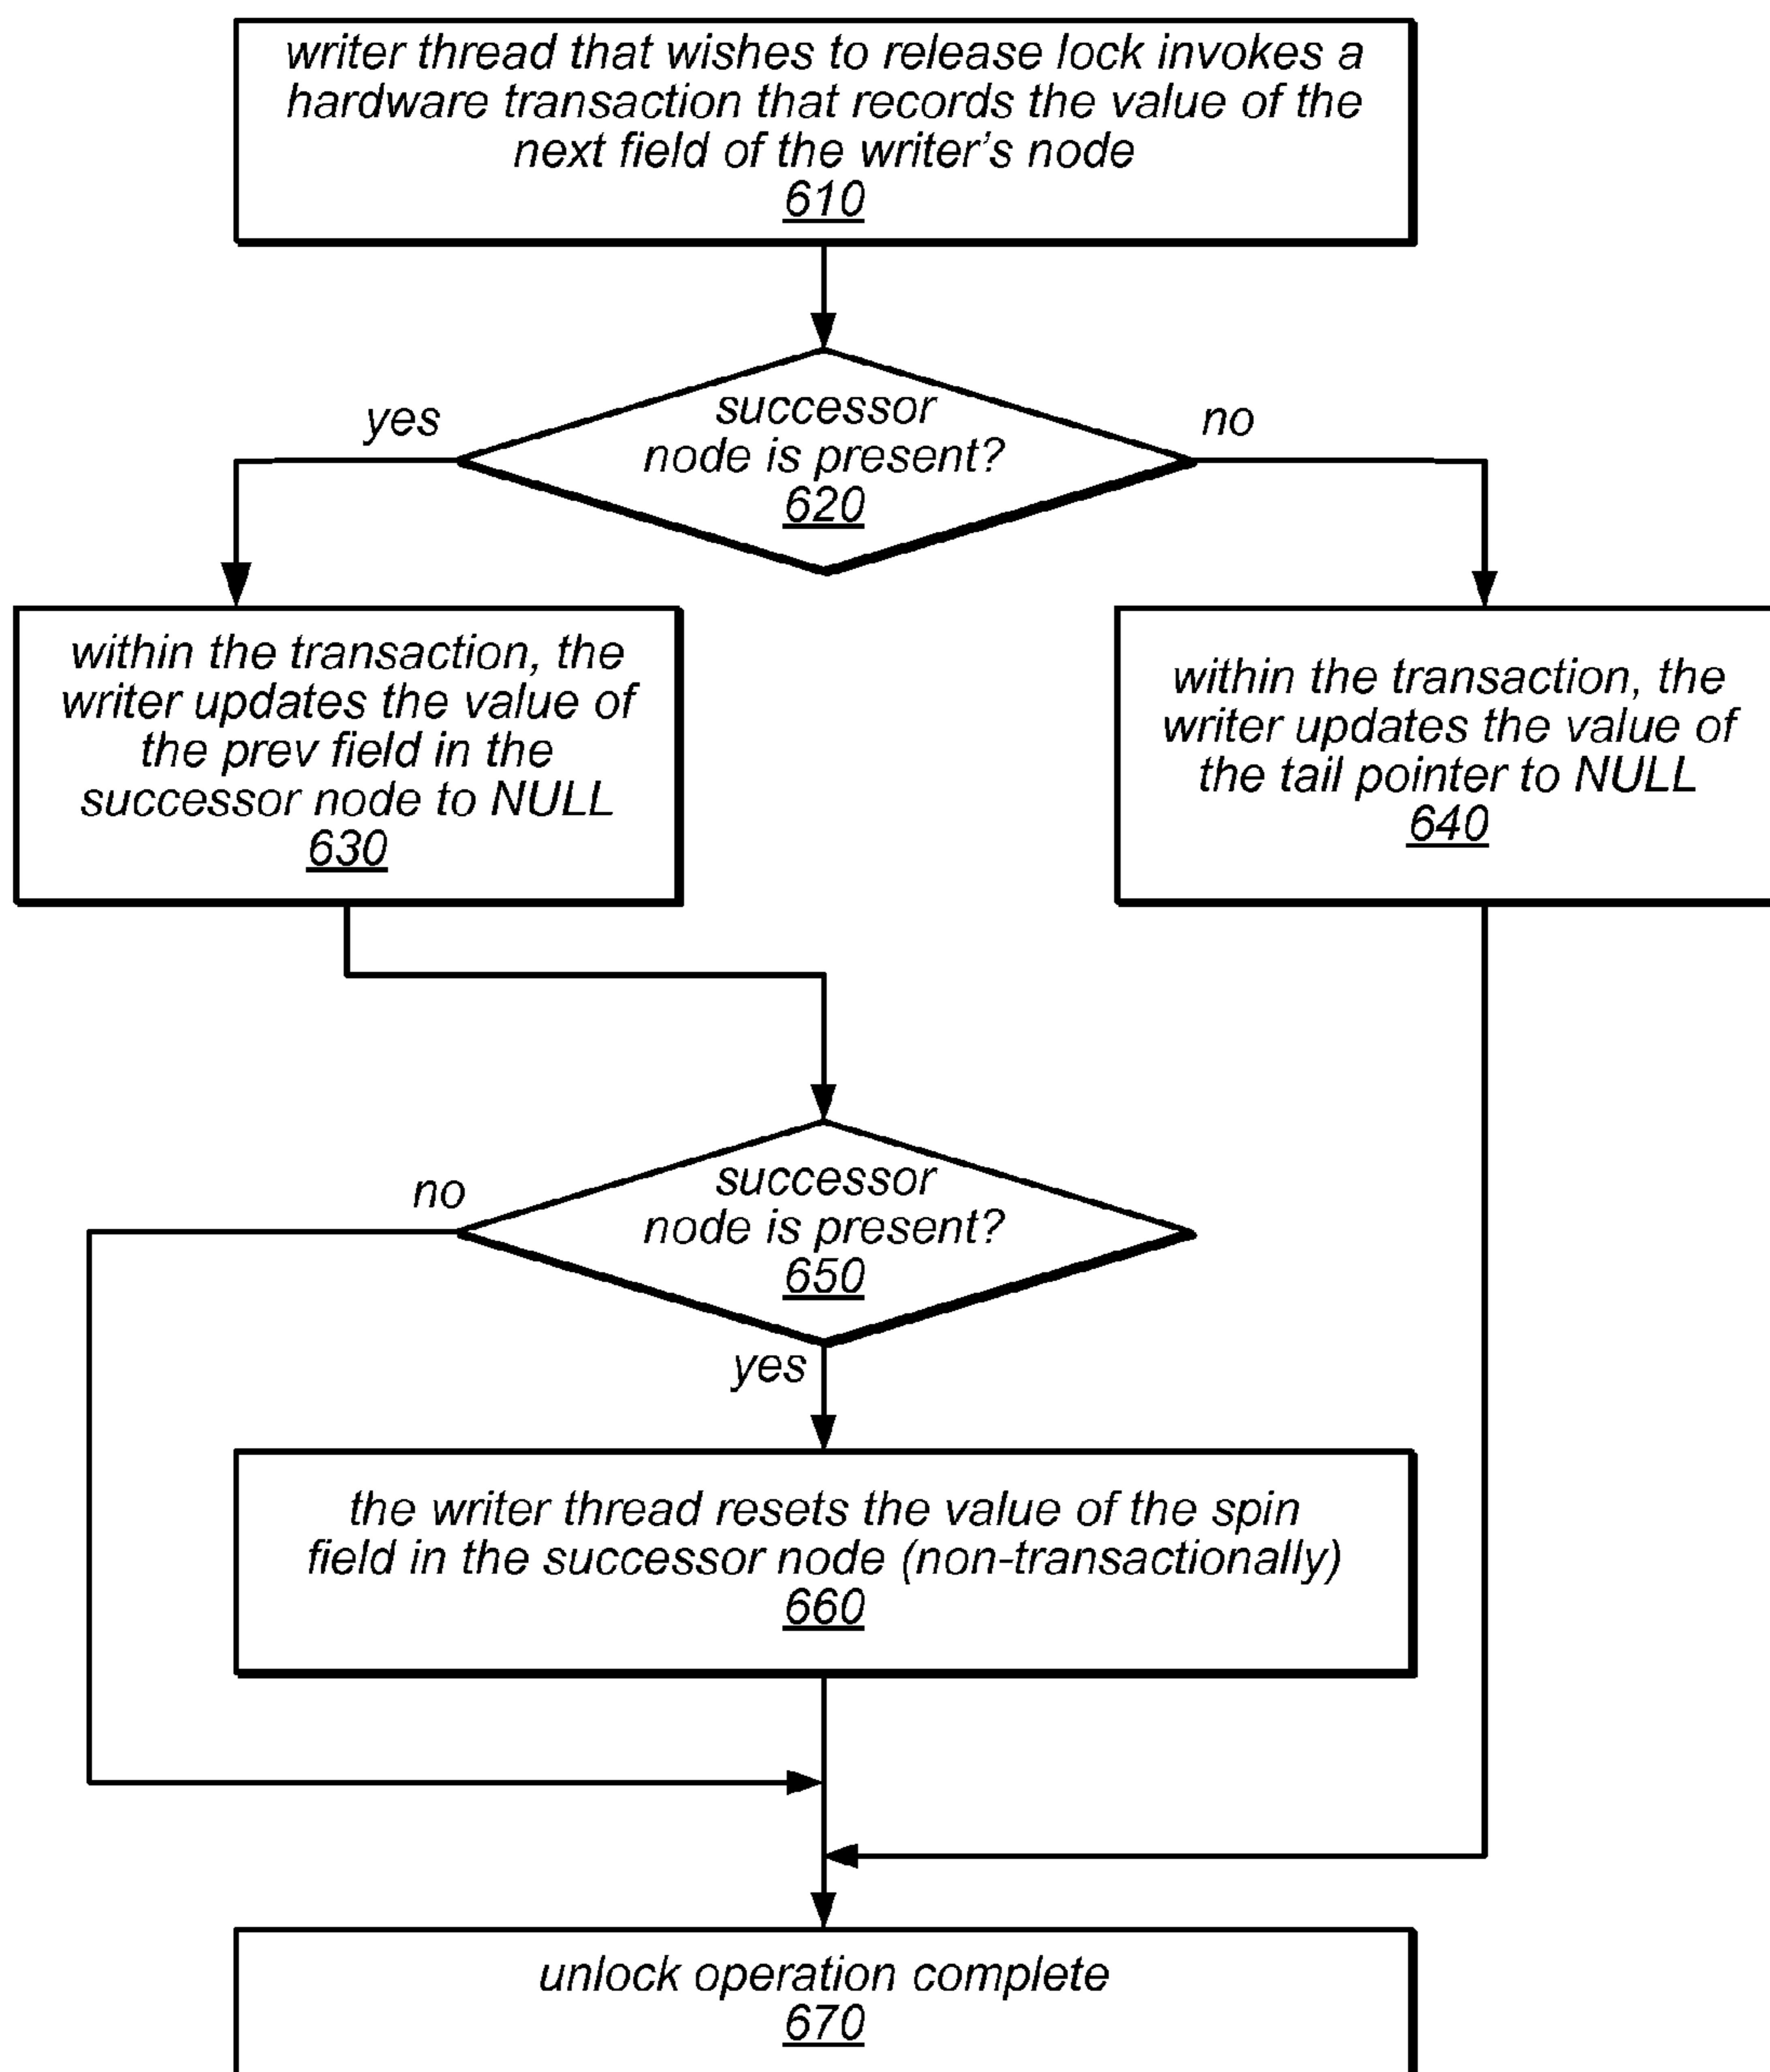 writer thread that wishes to release lock invokes a
hardware transaction that records the value of the
next field of the writer's node
610
successor
node is present?
620
yes
no
within the transaction, the
writer updates the value of
the prev field in the
successor node to NULL
630
within the transaction, the
writer updates the value of
the tail pointer to NULL
640
successor
node is present?
650
no
yes
the writer thread resets the value of the spin
field in the successor node (non-transactionally)
660
unlock operation complete
670